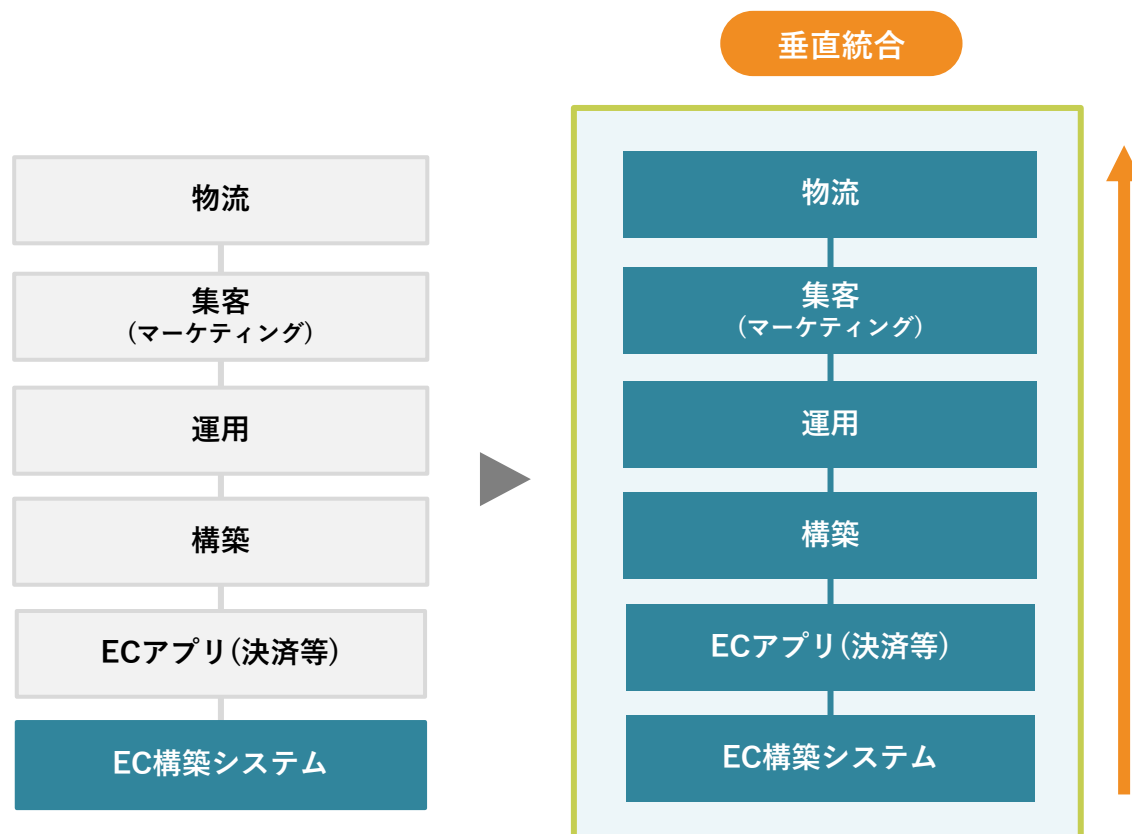 垂直統合
物流
集客
(マーケティング)
運用
構築
ECアプリ(決済等)
EC構築システム
物流
集客
(マーケティング)
運用
構築
ECアプリ(決済等)
EC構築システム